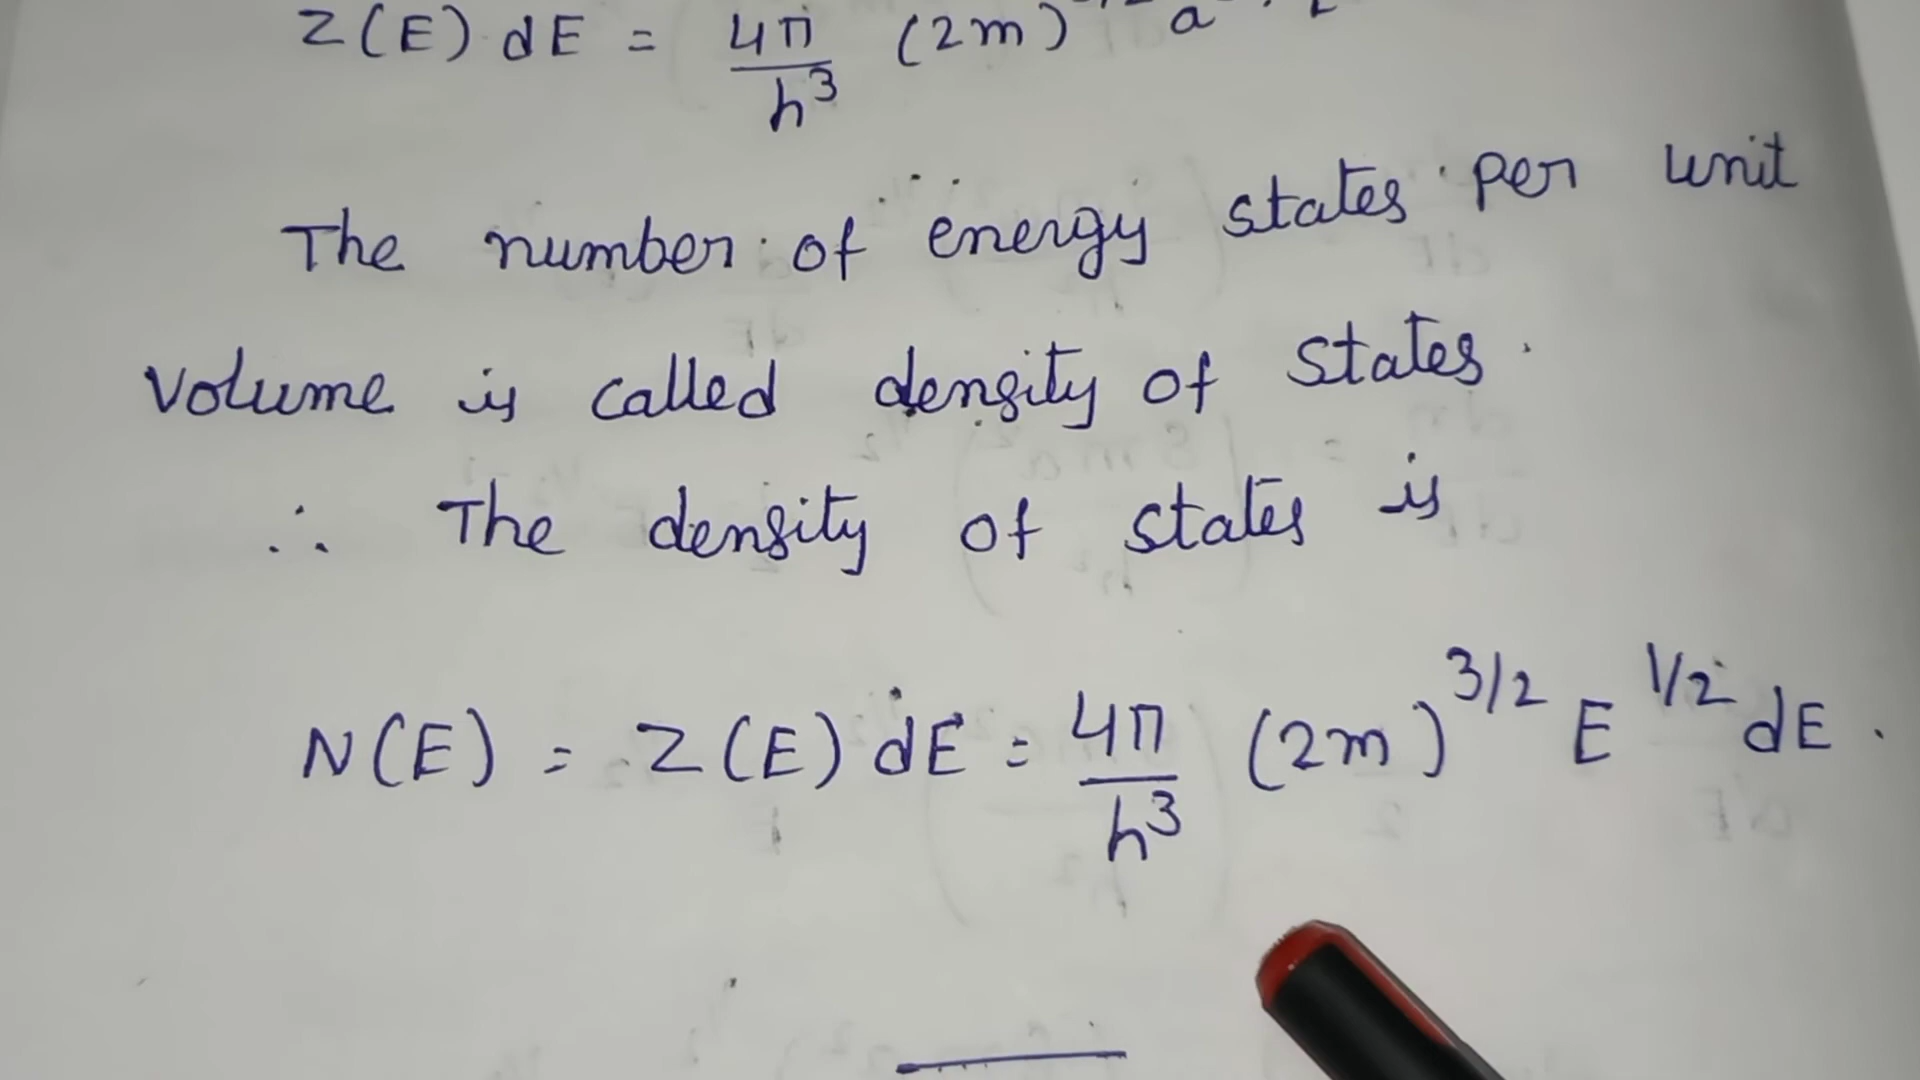 Z(E) dE = 4π/h³ (2m) a
The number of energy states per unit
volume is called density of states.
∴ The density of states is
N(E) = Z(E) dE = 4π/h³ (2m)^3/2 E^1/2 dE.